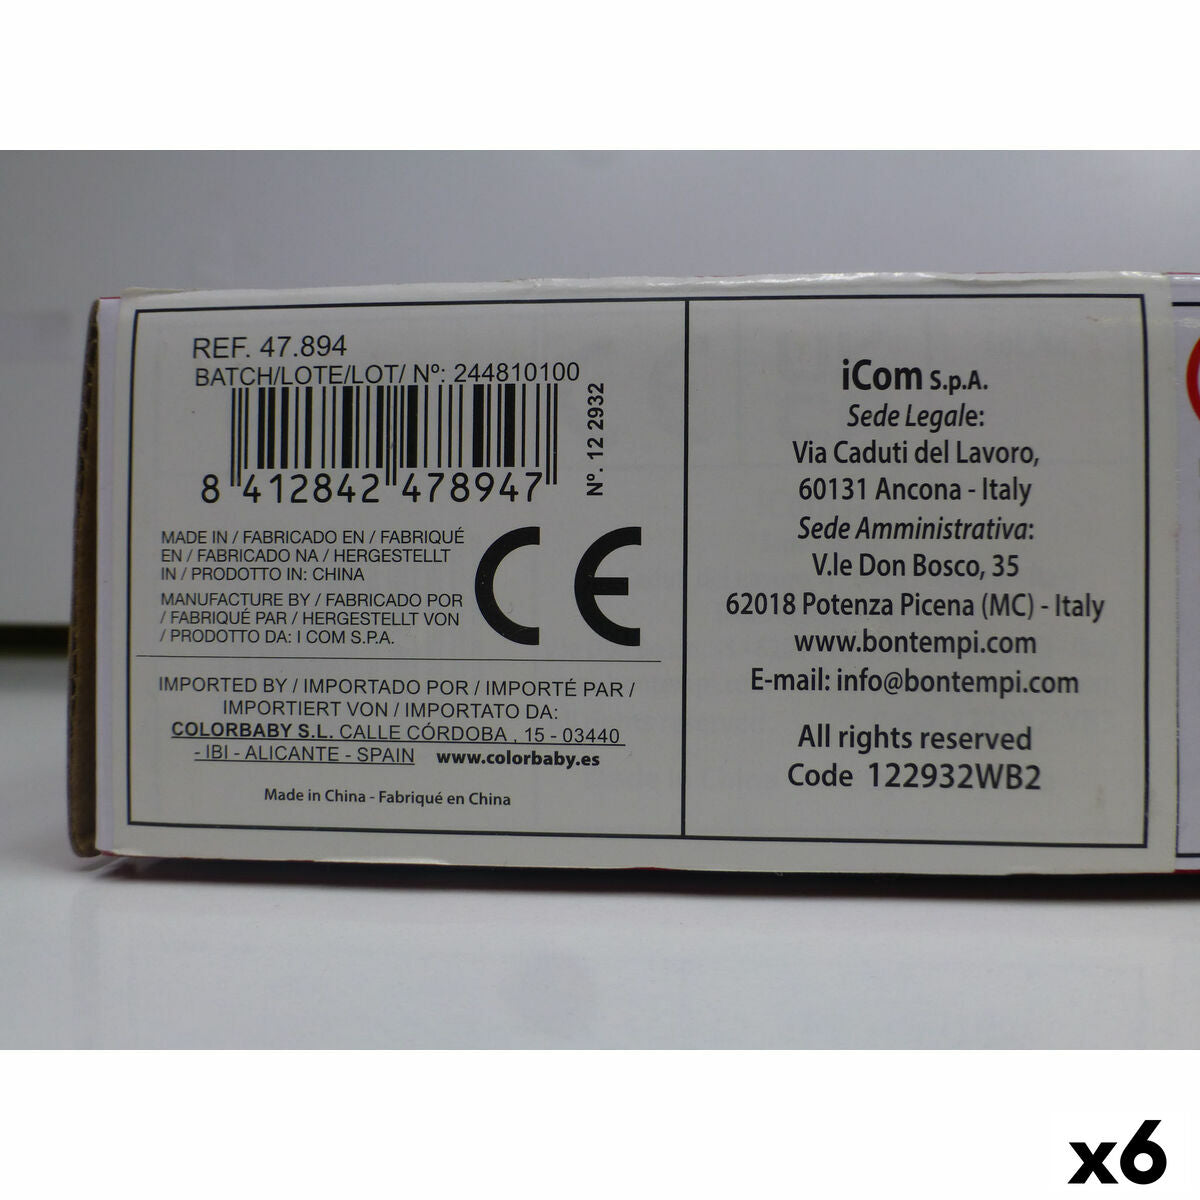 REF. 47.894
BATCH/LOTE/LOT/ Nº: 244810100
8 412842 478947
Nº. 12 2932
MADE IN / FABRICADO EN / FABRIQUÉ
EN / FABRICADO NA / HERGESTELLT
IN / PRODOTTO IN: CHINA
MANUFACTURE BY / FABRICADO POR
/ FABRIQUÉ PAR / HERGESTELLT VON
/ PRODOTTO DA: I COM S.P.A.
CE
IMPORTED BY / IMPORTADO POR / IMPORTÉ PAR /
IMPORTIERT VON / IMPORTATO DA:
COLORBABY S.L. CALLE CÓRDOBA , 15 - 03440
- IBI - ALICANTE - SPAIN www.colorbaby.es
Made in China - Fabriqué en China
iCom S.p.A.
Sede Legale:
Via Caduti del Lavoro,
60131 Ancona - Italy
Sede Amministrativa:
V.le Don Bosco, 35
62018 Potenza Picena (MC) - Italy
www.bontempi.com
E-mail: info@bontempi.com
All rights reserved
Code 122932WB2
x6